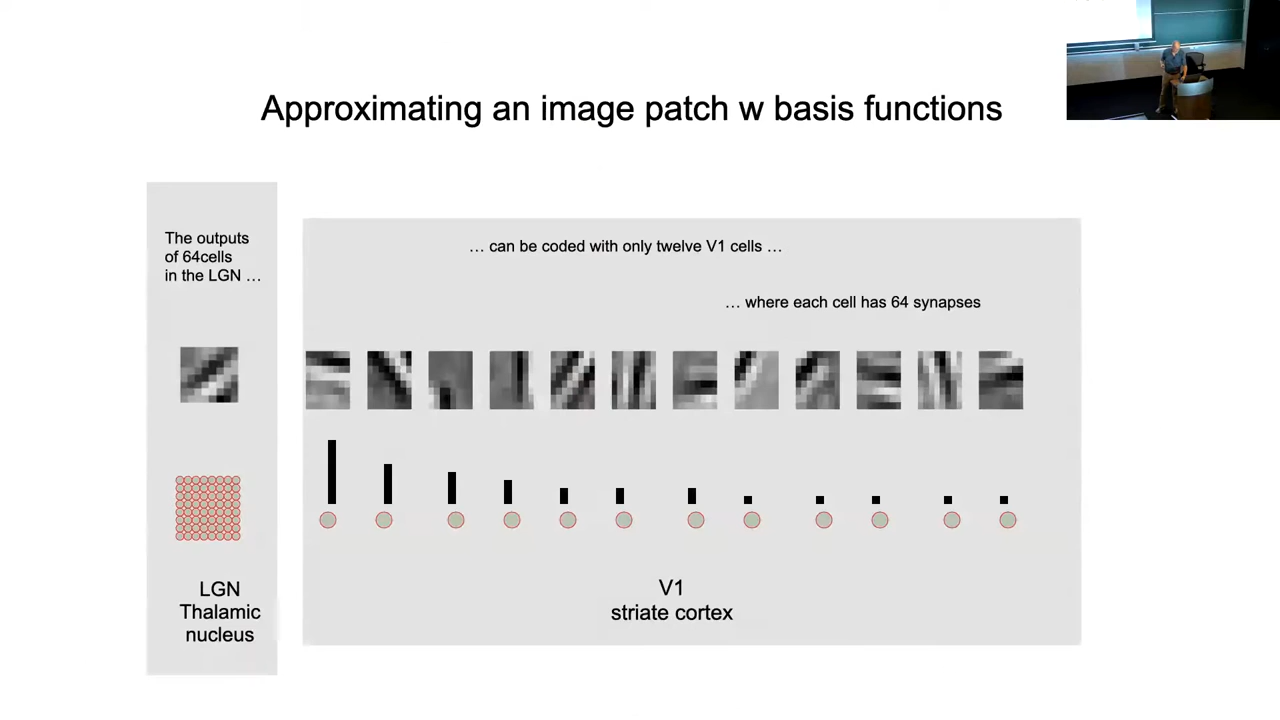 Approximating an image patch w basis functions
The outputs
of 64cells
in the LGN …
… can be coded with only twelve V1 cells …
… where each cell has 64 synapses
LGN
Thalamic
nucleus
V1
striate cortex